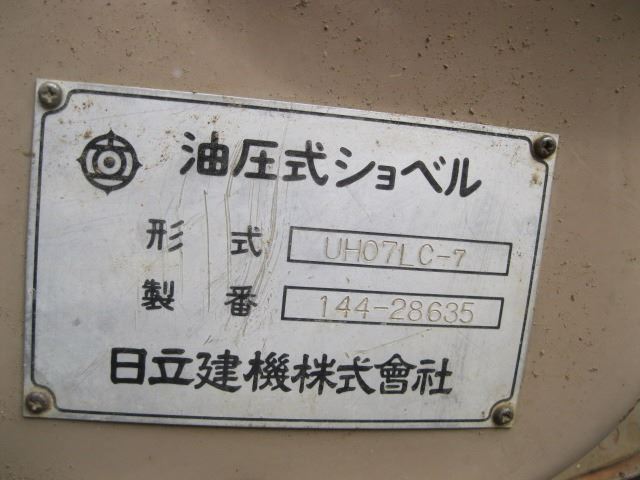 油圧式ショベル
形式 UH07LC-7
製番 144-28635
日立建機株式會社